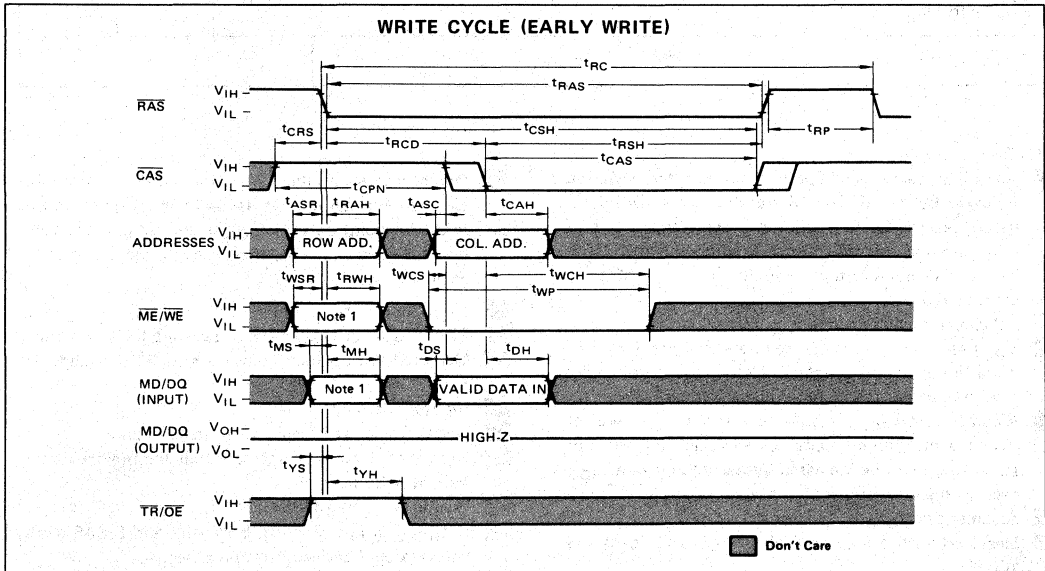 WRITE CYCLE (EARLY WRITE)
tRC
tRAS
RAS
VIH
VIL
tCRS
tRCD
tCSH
tRSH
tRP
tCAS
CAS
VIH
VIL
tCPN
tASR
tRAH
tASC
tCAH
ADDRESSES
VIH
VIL
ROW ADD.
COL. ADD.
tWSR
tRWH
tWCS
tWCH
tWP
ME/WE
VIH
VIL
Note 1
tMS
tMH
tDS
tDH
MD/DQ
(INPUT)
VIH
VIL
Note 1
VALID DATA IN
MD/DQ
(OUTPUT)
VOH
VOL
HIGH-Z
tYS
tYH
TR/OE
VIH
VIL
Don't Care